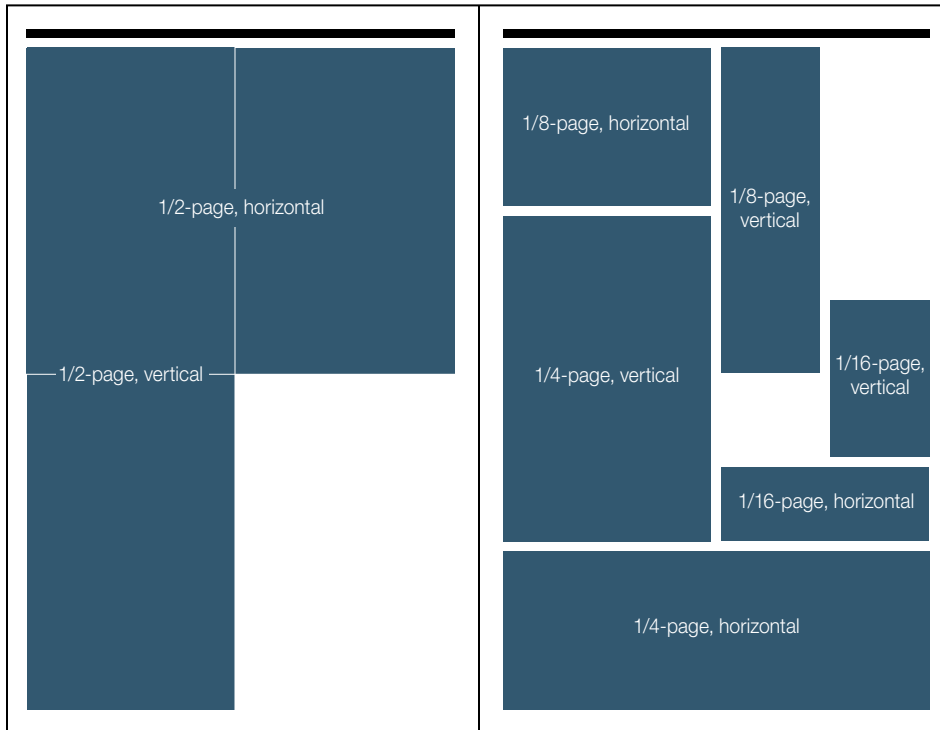 1/2-page, horizontal
1/2-page, vertical
1/8-page, horizontal
1/8-page,
vertical
1/4-page, vertical
1/16-page,
vertical
1/16-page, horizontal
1/4-page, horizontal